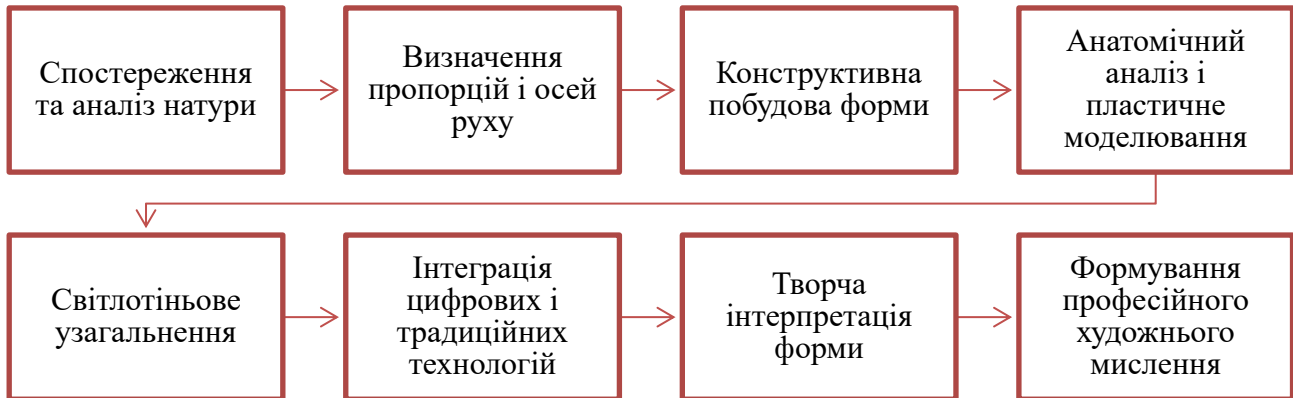 Спостереження
та аналіз натури
Визначення
пропорцій і осей
руху
Конструктивна
побудова форми
Анатомічний
аналіз і
пластичне
моделювання
Світлотіньове
узагальнення
Інтеграція
цифрових і
традиційних
технологій
Творча
інтерпретація
форми
Формування
професійного
художнього
мислення